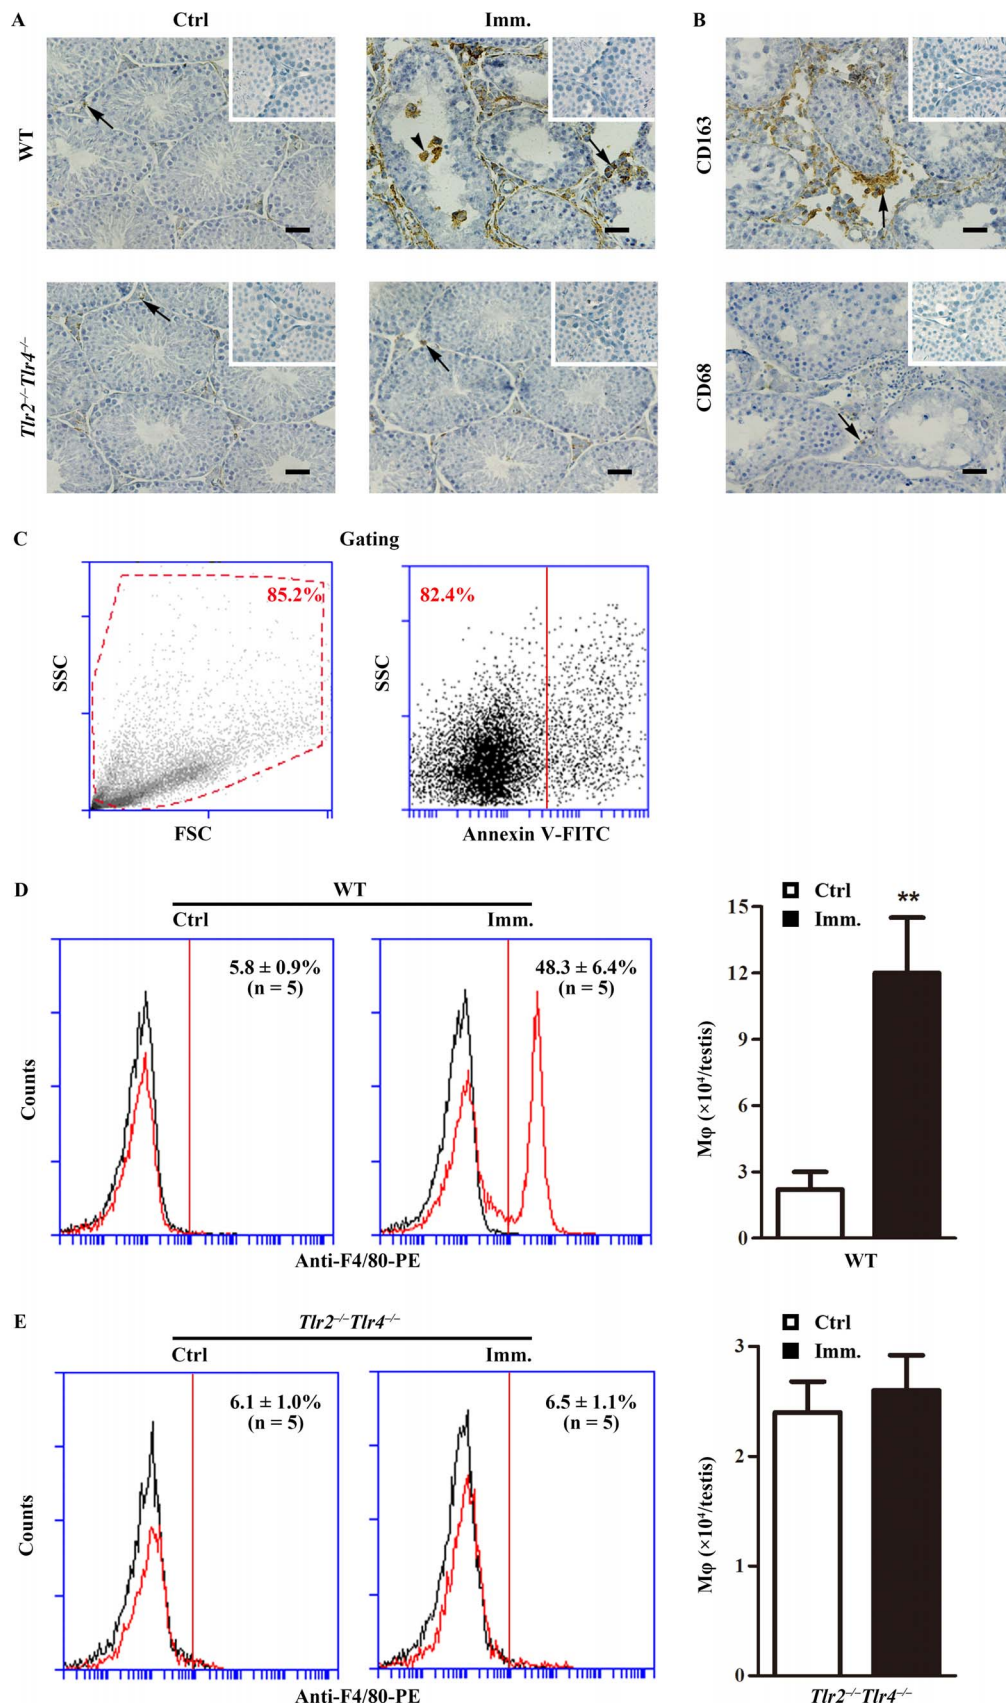 A
Ctrl
Imm.
B
WT
CD163
Tlr2⁻/⁻Tlr4⁻/⁻
CD68
C
Gating
85.2%
82.4%
SSC
SSC
FSC
Annexin V-FITC
D
WT
Ctrl
Imm.
5.8 ± 0.9%
(n = 5)
48.3 ± 6.4%
(n = 5)
Counts
Anti-F4/80-PE
Ctrl
Imm.
**
15
12
9
6
3
0
Mφ (×10⁴/testis)
WT
E
Tlr2⁻/⁻Tlr4⁻/⁻
Ctrl
Imm.
6.1 ± 1.0%
(n = 5)
6.5 ± 1.1%
(n = 5)
Counts
Anti-F4/80-PE
Ctrl
Imm.
3
2
1
0
Mφ (×10⁴/testis)
Tlr2⁻/⁻Tlr4⁻/⁻